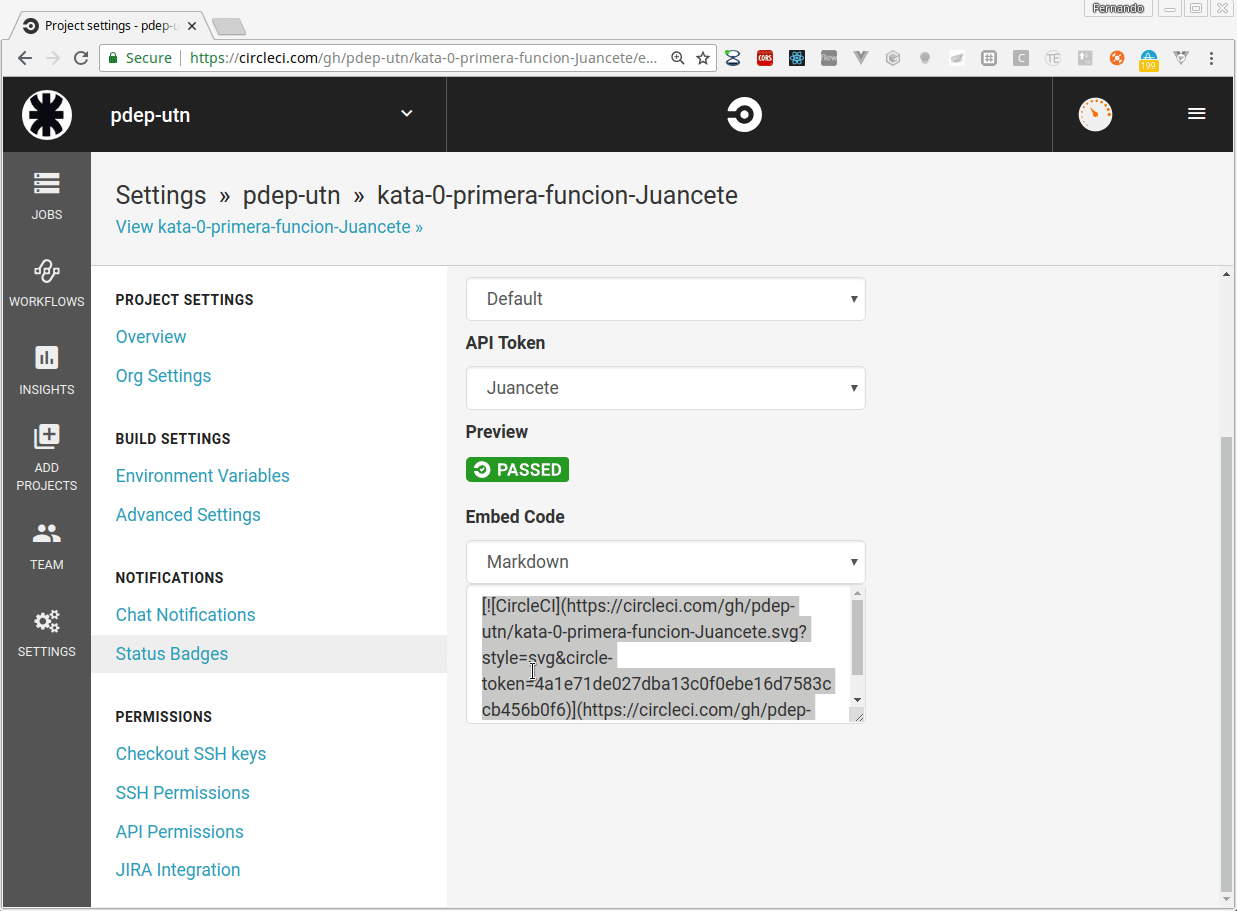 Fernando
Project settings - pdep-u
Secure
https://circleci.com/gh/pdep-utn/kata-0-primera-funcion-Juancete/e...
CORS
flow
C
TE
199
pdep-utn
JOBS
WORKFLOWS
INSIGHTS
ADD
PROJECTS
TEAM
SETTINGS
Settings » pdep-utn » kata-0-primera-funcion-Juancete
View kata-0-primera-funcion-Juancete »
PROJECT SETTINGS
Overview
Org Settings
BUILD SETTINGS
Environment Variables
Advanced Settings
NOTIFICATIONS
Chat Notifications
Status Badges
PERMISSIONS
Checkout SSH keys
SSH Permissions
API Permissions
JIRA Integration
Default
API Token
Juancete
Preview
PASSED
Embed Code
Markdown
[![CircleCI](https://circleci.com/gh/pdep-
utn/kata-0-primera-funcion-Juancete.svg?
style=svg&circle-
token=4a1e71de027dba13c0f0ebe16d7583c
cb456b0f6)](https://circleci.com/gh/pdep-